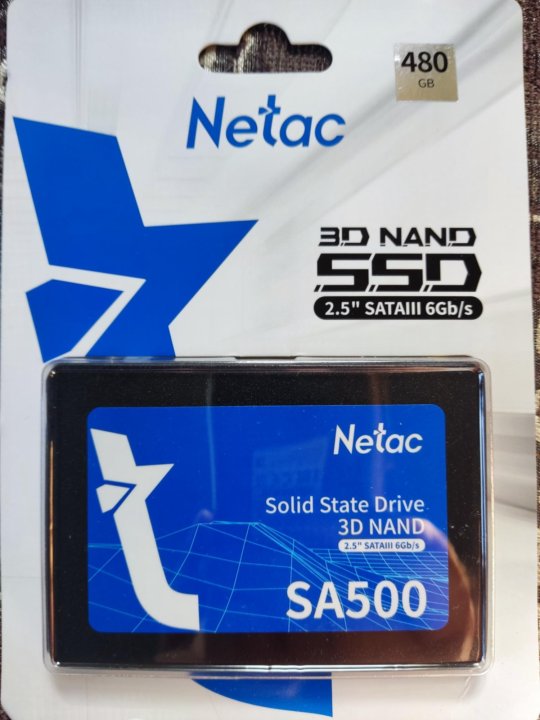 480
GB
Netac
3D NAND
SSD
2.5" SATAIII 6Gb/s
Netac
Solid State Drive
3D NAND
2.5" SATAIII 6Gb/s
SA500